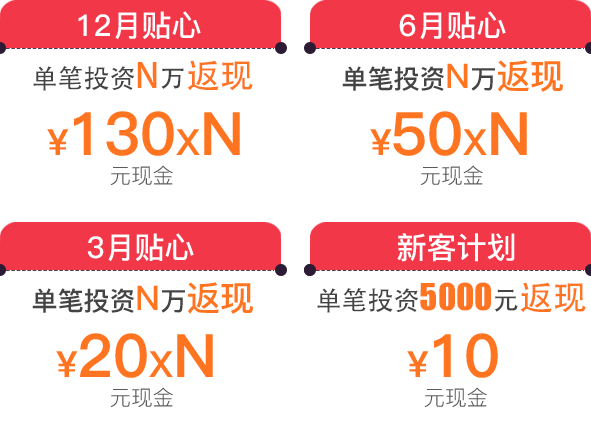 12月贴心
单笔投资N万返现
¥130xN
元现金
6月贴心
单笔投资N万返现
¥50xN
元现金
3月贴心
单笔投资N万返现
¥20xN
元现金
新客计划
单笔投资5000元返现
¥10
元现金